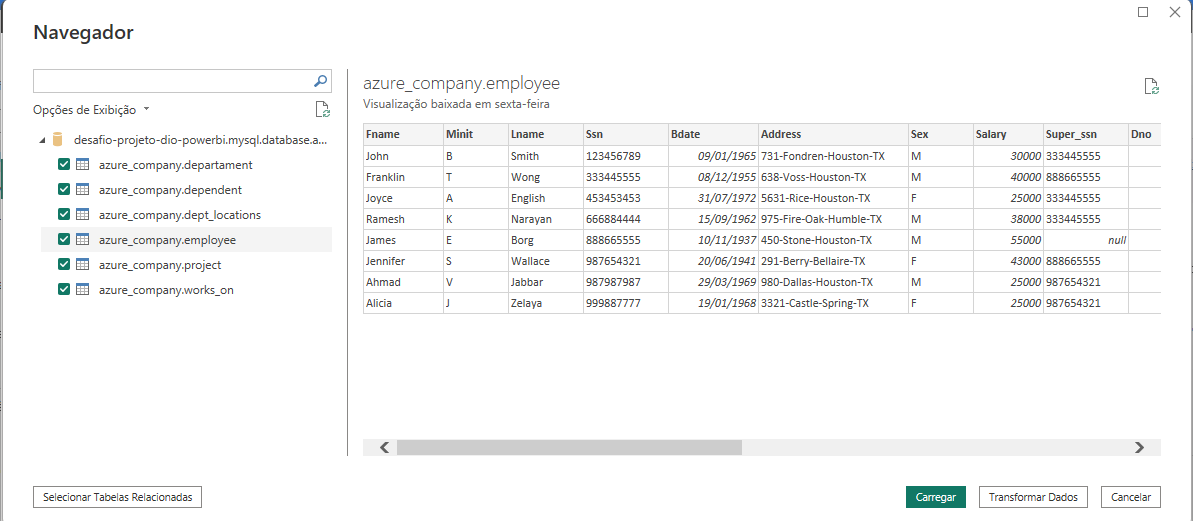 Navegador
Opções de Exibição
desafio-projeto-dio-powerbi.mysql.database.a...
azure_company.departament
azure_company.dependent
azure_company.dept_locations
azure_company.employee
azure_company.project
azure_company.works_on
azure_company.employee
Visualização baixada em sexta-feira
Fname Minit Lname Ssn Bdate Address Sex Salary Super_ssn Dno
John B Smith 123456789 09/01/1965 731-Fondren-Houston-TX M 30000 333445555
Franklin T Wong 333445555 08/12/1955 638-Voss-Houston-TX M 40000 888665555
Joyce A English 453453453 31/07/1972 5631-Rice-Houston-TX F 25000 333445555
Ramesh K Narayan 666884444 15/09/1962 975-Fire-Oak-Humble-TX M 38000 333445555
James E Borg 888665555 10/11/1937 450-Stone-Houston-TX M 55000 null
Jennifer S Wallace 987654321 20/06/1941 291-Berry-Bellaire-TX F 43000 888665555
Ahmad V Jabbar 987987987 29/03/1969 980-Dallas-Houston-TX M 25000 987654321
Alicia J Zelaya 999887777 19/01/1968 3321-Castle-Spring-TX F 25000 987654321
Selecionar Tabelas Relacionadas
Carregar
Transformar Dados
Cancelar